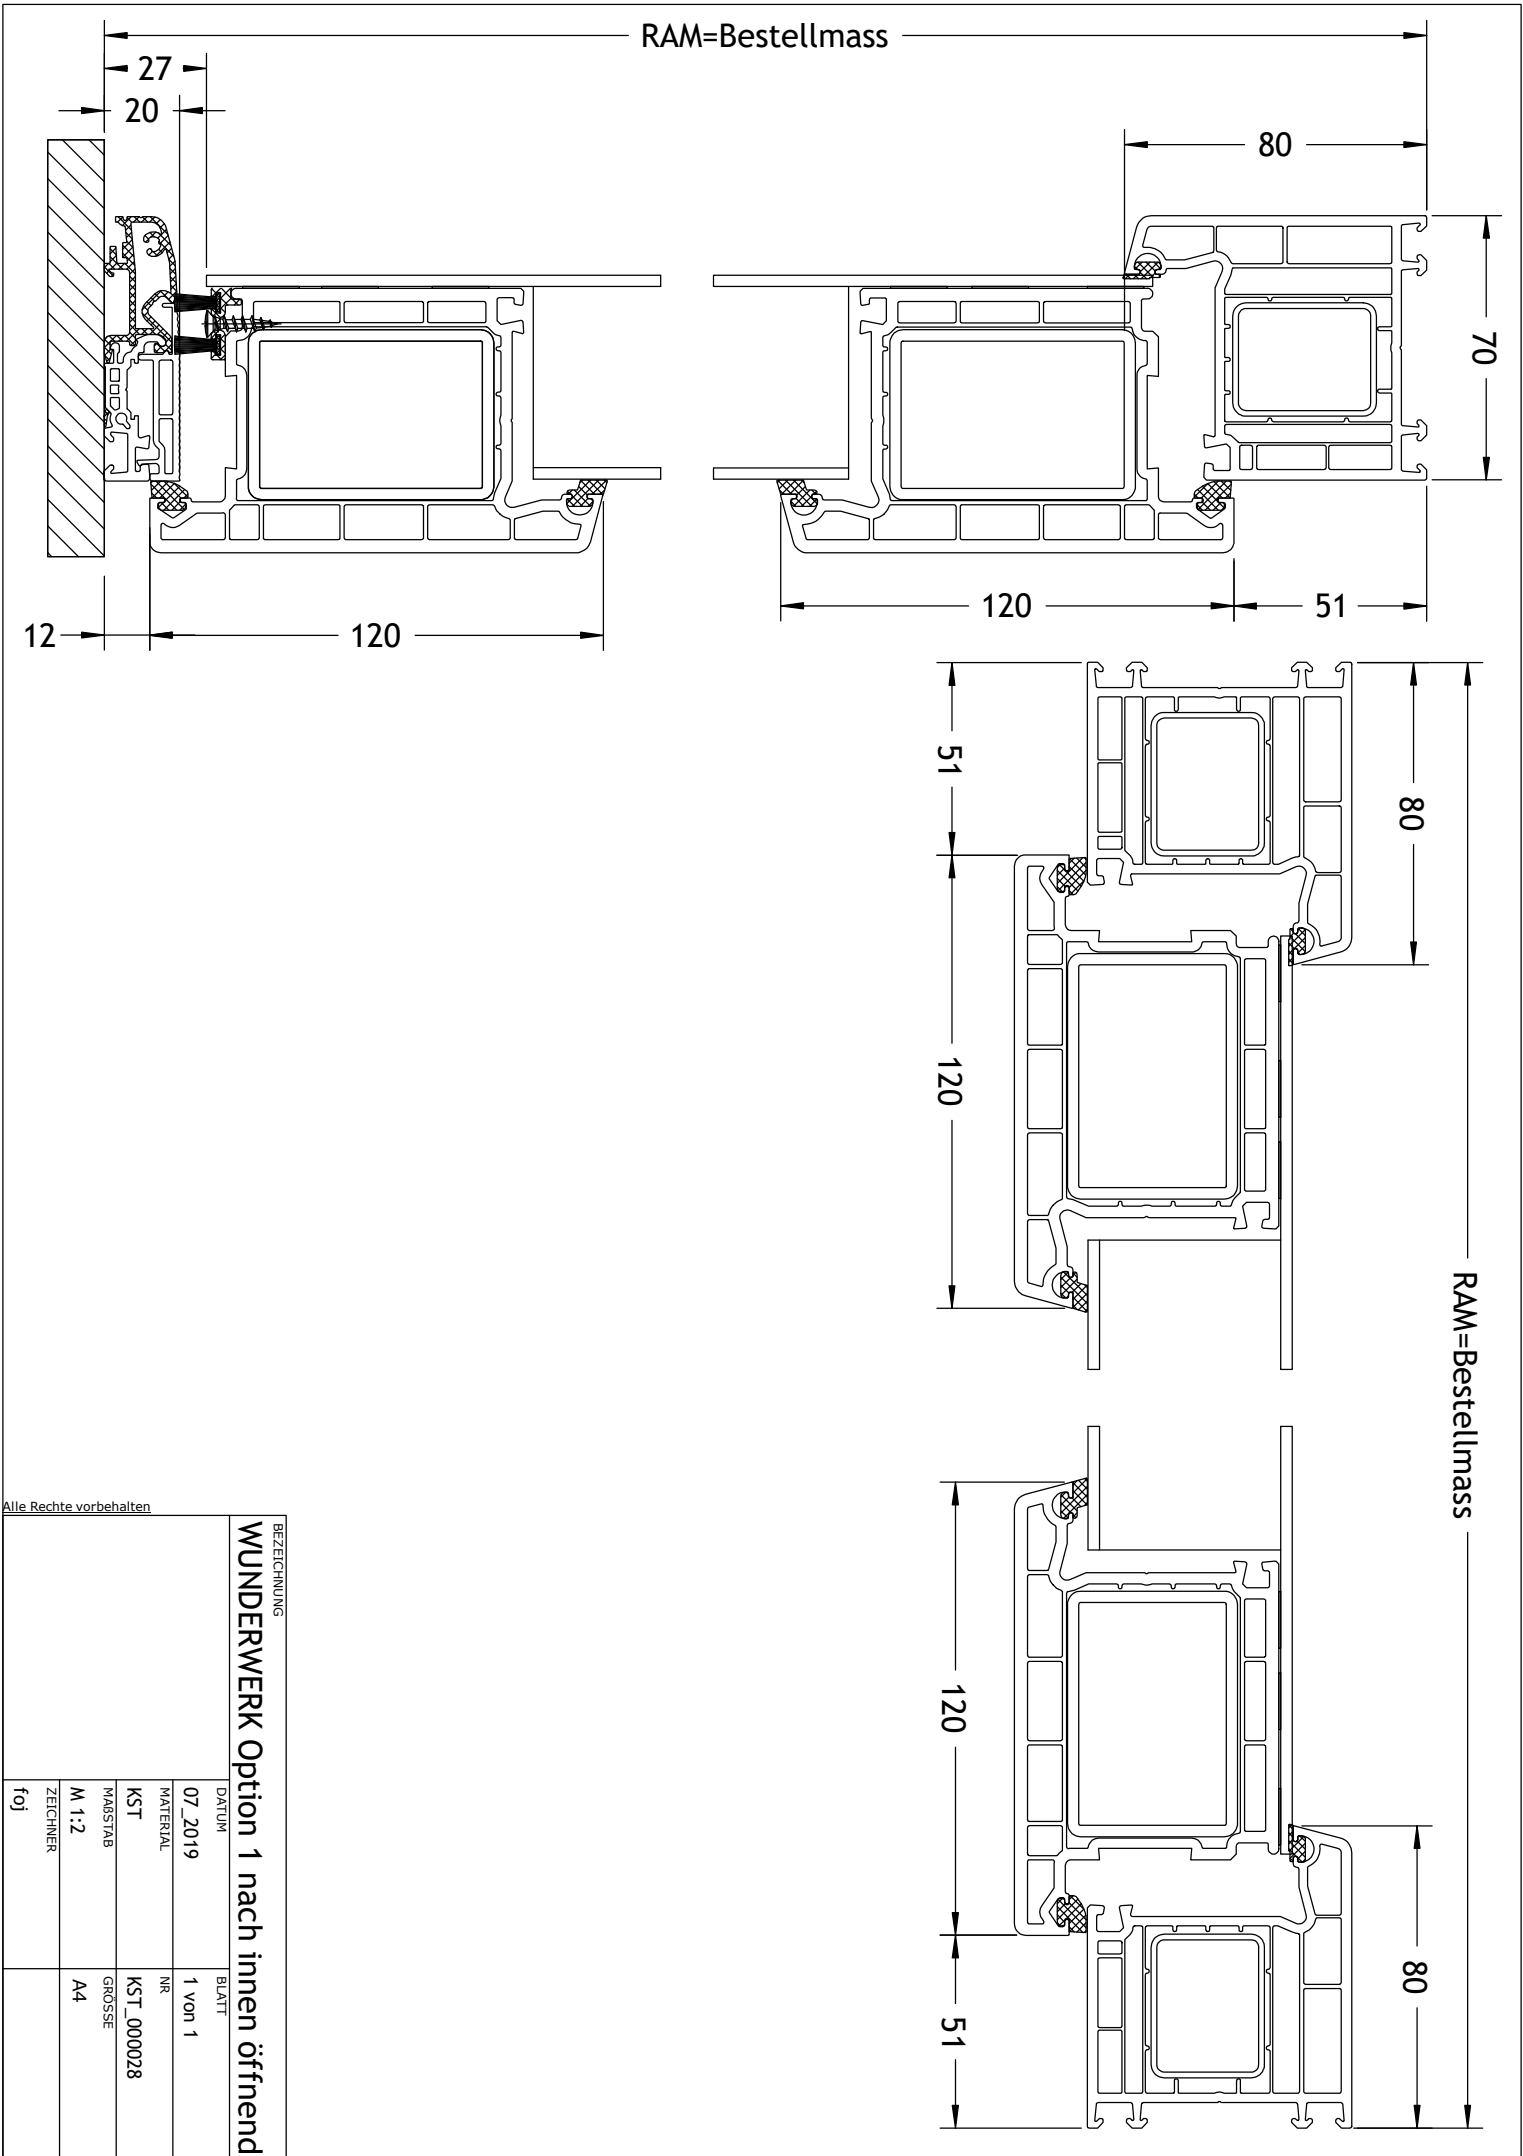 RAM=Bestellmass
27
20
80
70
12
120
120
51
51
80
120
RAM=Bestellmass
120
80
51
Alle Rechte vorbehalten
BEZEICHNUNG
WUNDERWERK Option 1 nach innen öffnend
DATUM
07_2019
BLATT
1 von 1
MATERIAL
KST
NR
KST_000028
MAßSTAB
M 1:2
GRÖSSE
A4
ZEICHNER
foj